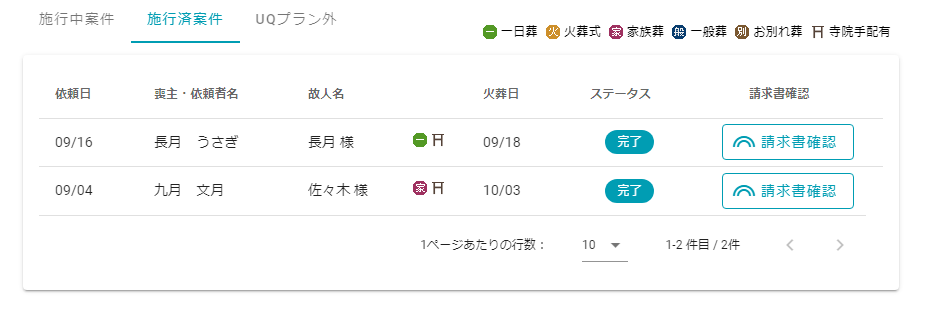 施行中案件 施行済案件 UQプラン外
一 一日葬 火 火葬式 家 家族葬 般 一般葬 別 お別れ葬 寺院手配有
依頼日 喪主・依頼者名 故人名 火葬日 ステータス 請求書確認
09/16 長月 うさぎ 長月 様 一 09/18 完了 請求書確認
09/04 九月 文月 佐々木 様 家 10/03 完了 請求書確認
1ページあたりの行数： 10 1-2 件目 / 2件